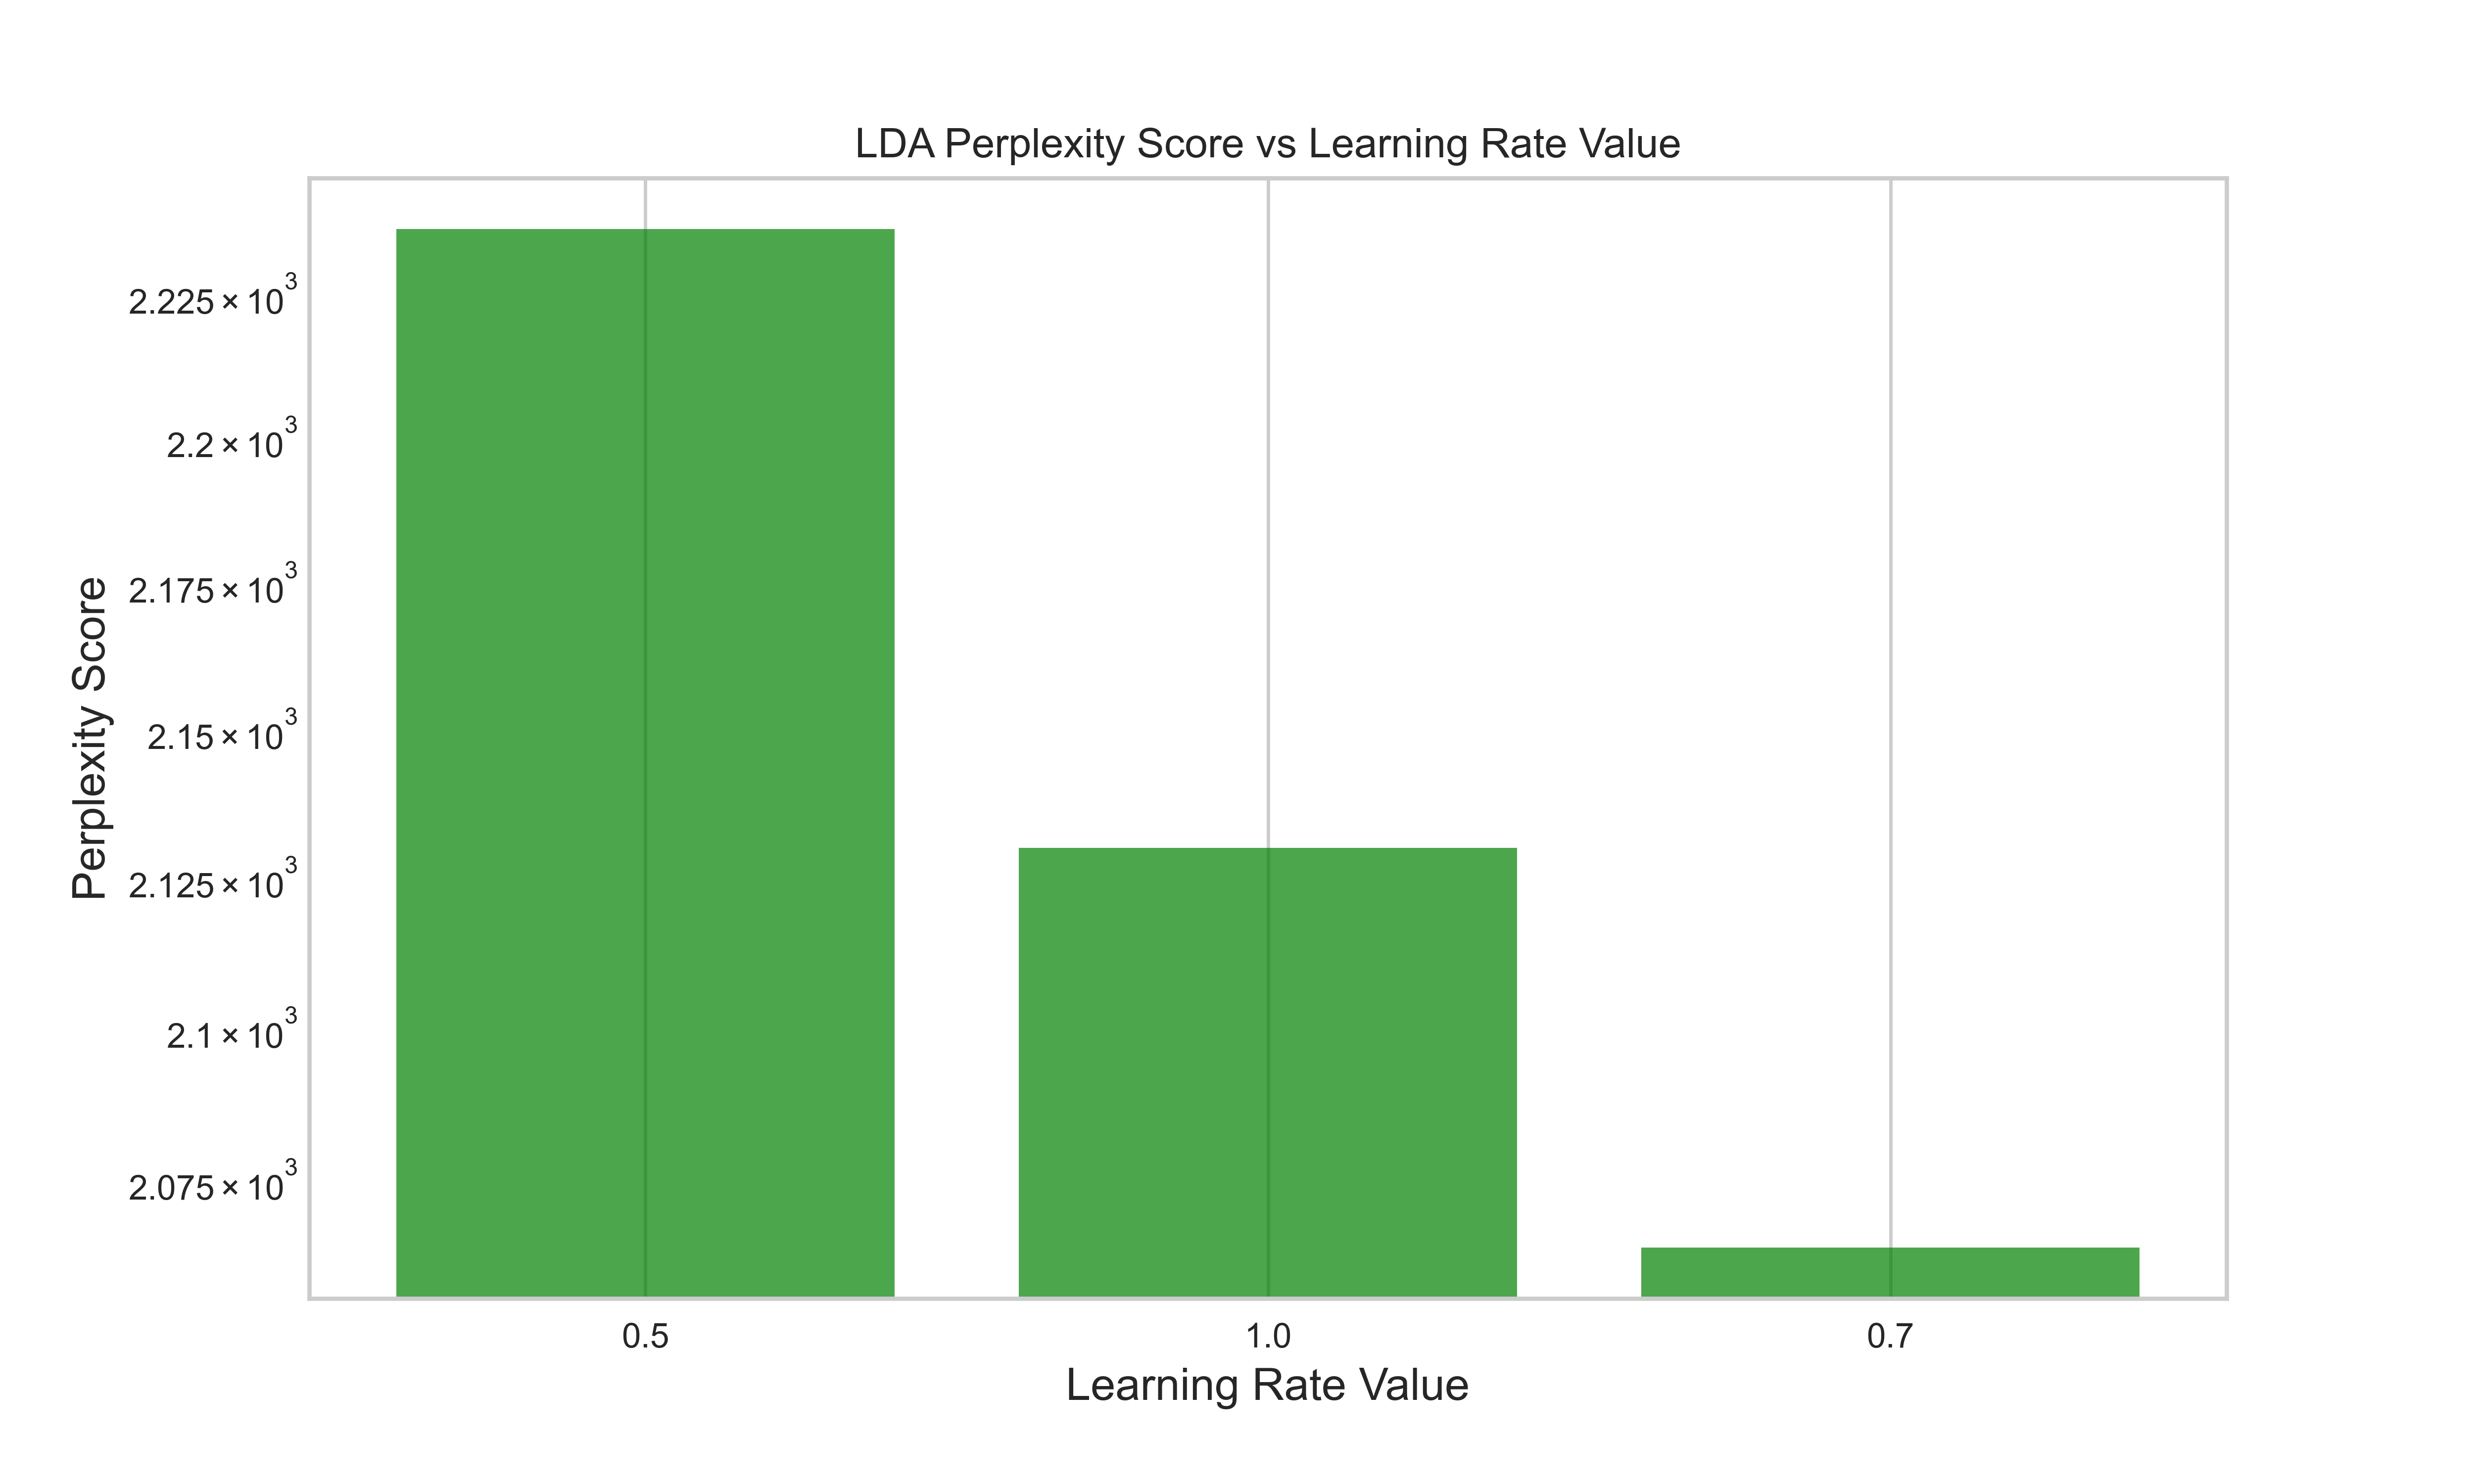 LDA Perplexity Score vs Learning Rate Value
Perplexity Score
2.225 × 10³
2.2 × 10³
2.175 × 10³
2.15 × 10³
2.125 × 10³
2.1 × 10³
2.075 × 10³
0.5 1.0 0.7
Learning Rate Value